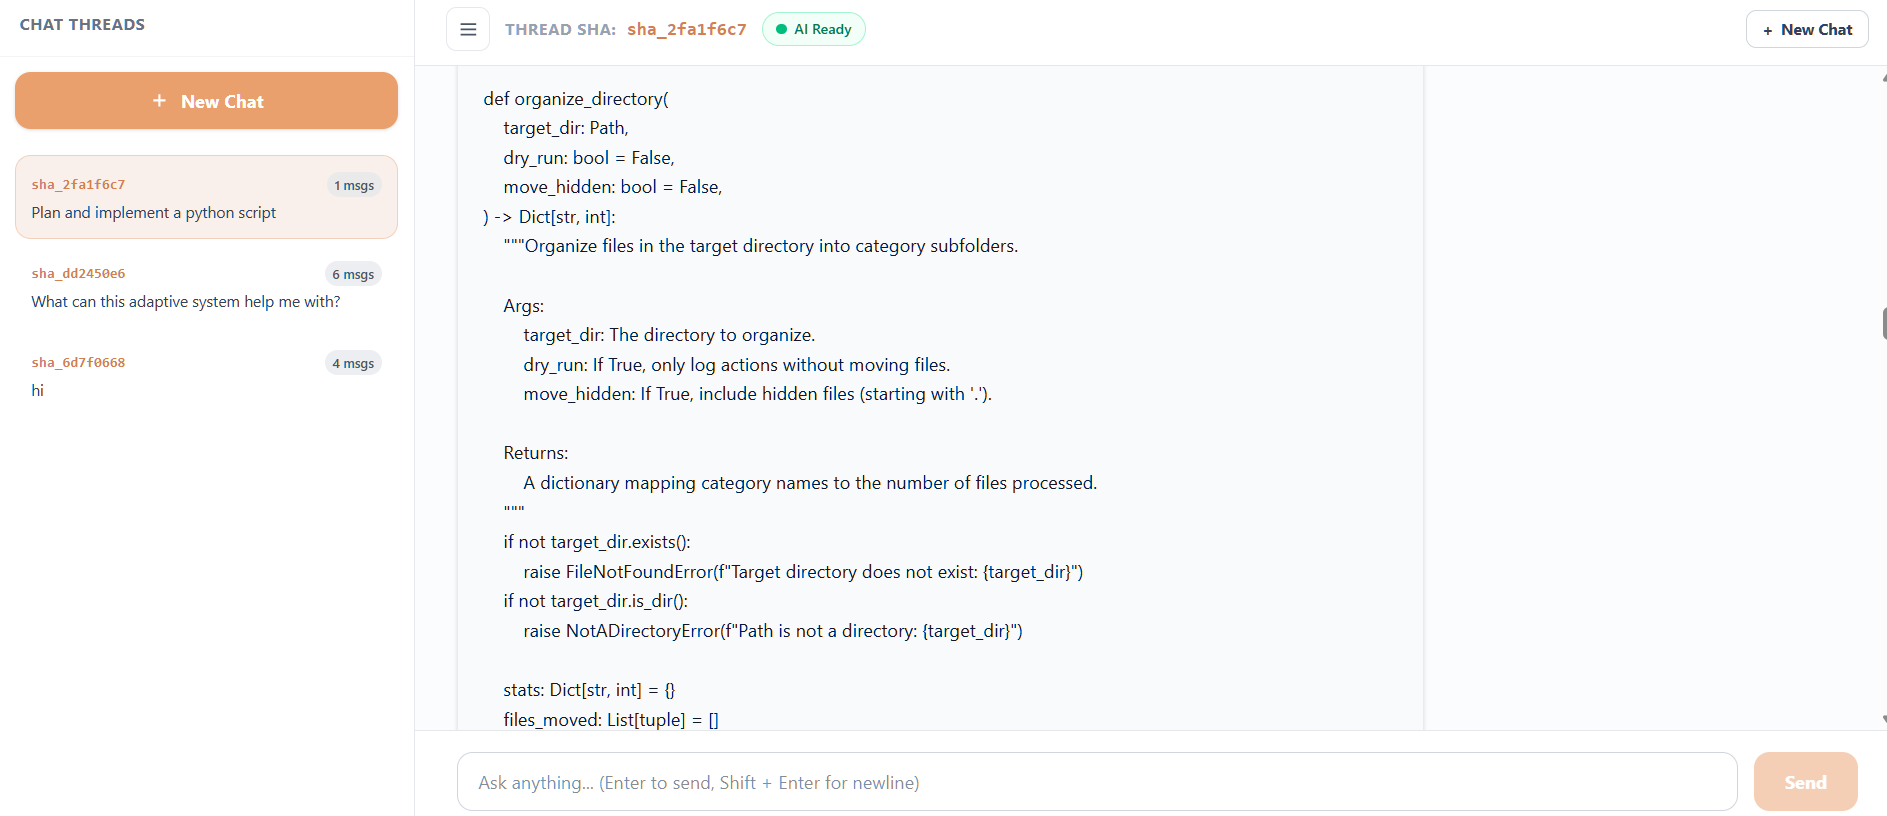 CHAT THREADS
+ New Chat
sha_2fa1f6c7
1 msgs
Plan and implement a python script
sha_dd2450e6
6 msgs
What can this adaptive system help me with?
sha_6d7f0668
4 msgs
hi
THREAD SHA: sha_2fa1f6c7
AI Ready
+ New Chat
def organize_directory(
    target_dir: Path,
    dry_run: bool = False,
    move_hidden: bool = False,
) -> Dict[str, int]:
    """Organize files in the target directory into category subfolders.
    Args:
        target_dir: The directory to organize.
        dry_run: If True, only log actions without moving files.
        move_hidden: If True, include hidden files (starting with '.').
    Returns:
        A dictionary mapping category names to the number of files processed.
    """
    if not target_dir.exists():
        raise FileNotFoundError(f"Target directory does not exist: {target_dir}")
    if not target_dir.is_dir():
        raise NotADirectoryError(f"Path is not a directory: {target_dir}")
    stats: Dict[str, int] = {}
    files_moved: List[tuple] = []
Ask anything... (Enter to send, Shift + Enter for newline)
Send